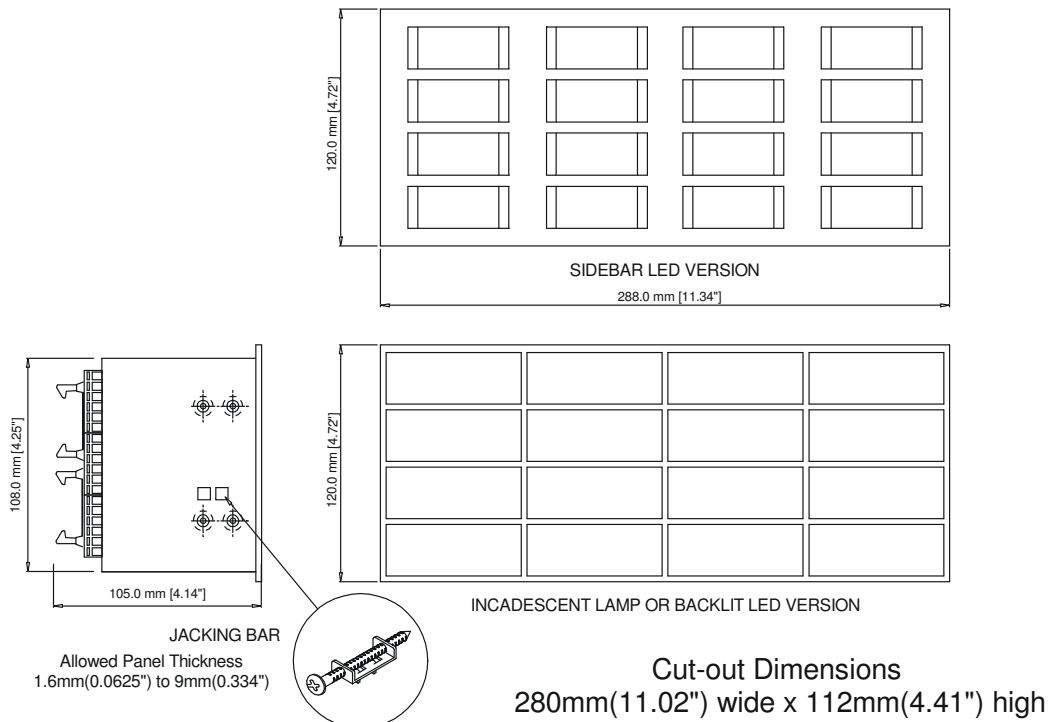 120.0 mm [4.72"]
SIDEBAR LED VERSION
288.0 mm [11.34"]
108.0 mm [4.25"]
120.0 mm [4.72"]
105.0 mm [4.14"]
INCADESCENT LAMP OR BACKLIT LED VERSION
JACKING BAR
Allowed Panel Thickness
1.6mm(0.0625") to 9mm(0.334")
Cut-out Dimensions
280mm(11.02") wide x 112mm(4.41") high